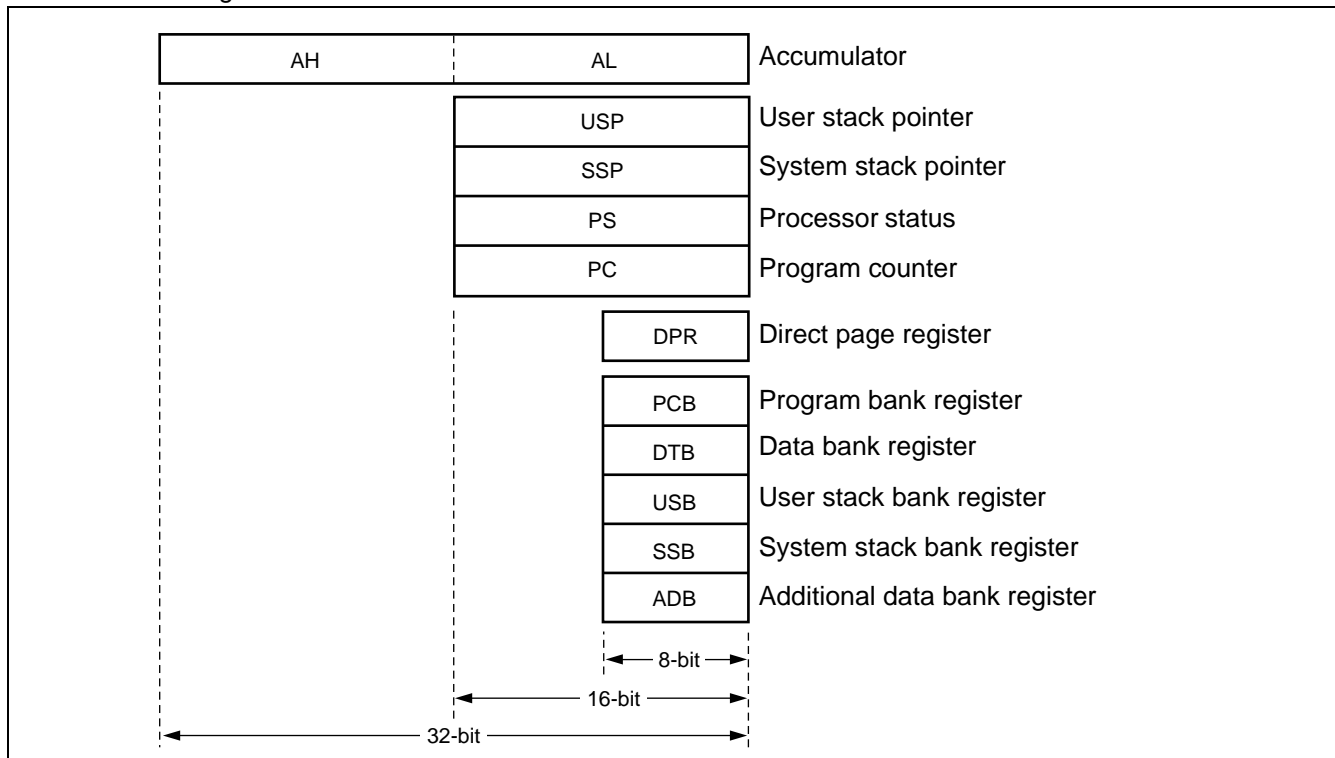 AH AL Accumulator
USP User stack pointer
SSP System stack pointer
PS Processor status
PC Program counter
DPR Direct page register
PCB Program bank register
DTB Data bank register
USB User stack bank register
SSB System stack bank register
ADB Additional data bank register
8-bit
16-bit
32-bit